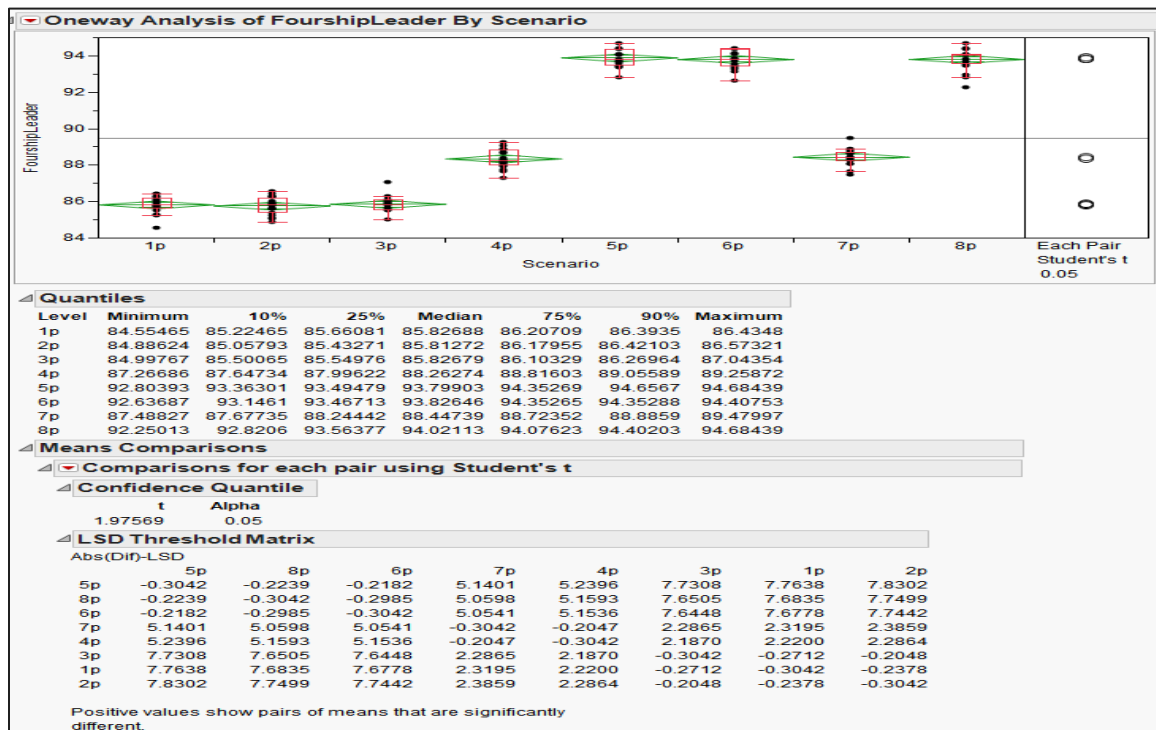 Oneway Analysis of FourshipLeader By Scenario
94
92
90
88
86
84
FourshipLeader
1p 2p 3p 4p 5p 6p 7p 8p
Scenario
Each Pair
Student's t
0.05
Quantiles
Level Minimum 10% 25% Median 75% 90% Maximum
1p 84.55465 85.22465 85.66081 85.82688 86.20709 86.3935 86.4348
2p 84.88624 85.05793 85.43271 85.81272 86.17955 86.42103 86.57321
3p 84.99767 85.50065 85.54976 85.82679 86.10329 86.26964 87.04354
4p 87.26686 87.64734 87.99622 88.26274 88.81603 89.05589 89.25872
5p 92.80393 93.36301 93.49479 93.79903 94.35269 94.6567 94.68439
6p 92.63687 93.1461 93.46713 93.82646 94.35265 94.35288 94.40753
7p 87.48827 87.67735 88.24442 88.44739 88.72352 88.8859 89.47997
8p 92.25013 92.8206 93.56377 94.02113 94.07623 94.40203 94.68439
Means Comparisons
Comparisons for each pair using Student's t
Confidence Quantile
t Alpha
1.97569 0.05
LSD Threshold Matrix
Abs(Dif)-LSD
5p 8p 6p 7p 4p 3p 1p 2p
5p -0.3042 -0.2239 -0.2182 5.1401 5.2396 7.7308 7.7638 7.8302
8p -0.2239 -0.3042 -0.2985 5.0598 5.1593 7.6505 7.6835 7.7499
6p -0.2182 -0.2985 -0.3042 5.0541 5.1536 7.6448 7.6778 7.7442
7p 5.1401 5.0598 5.0541 -0.3042 -0.2047 2.2865 2.3195 2.3859
4p 5.2396 5.1593 5.1536 -0.2047 -0.3042 2.1870 2.2200 2.2864
3p 7.7308 7.6505 7.6448 2.2865 2.1870 -0.3042 -0.2712 -0.2048
1p 7.7638 7.6835 7.6778 2.3195 2.2200 -0.2712 -0.3042 -0.2378
2p 7.8302 7.7499 7.7442 2.3859 2.2864 -0.2048 -0.2378 -0.3042
Positive values show pairs of means that are significantly
different.